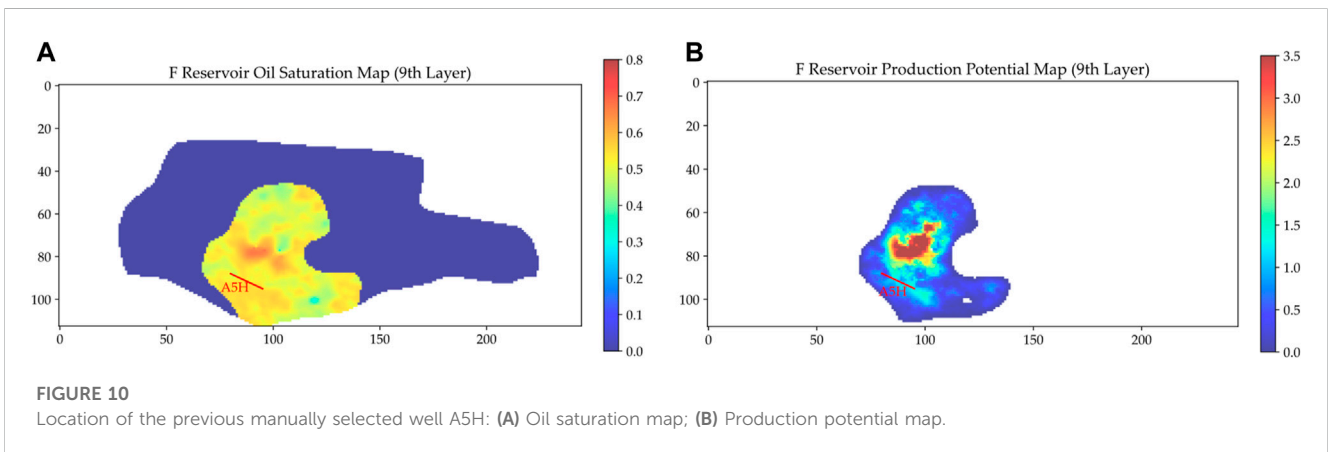 A
F Reservoir Oil Saturation Map (9th Layer)
0
20
40
60
80
100
0 50 100 150 200
A5H
0.8
0.7
0.6
0.5
0.4
0.3
0.2
0.1
0.0
B
F Reservoir Production Potential Map (9th Layer)
0
20
40
60
80
100
0 50 100 150 200
A5H
3.5
3.0
2.5
2.0
1.5
1.0
0.5
0.0
FIGURE 10
Location of the previous manually selected well A5H: (A) Oil saturation map; (B) Production potential map.